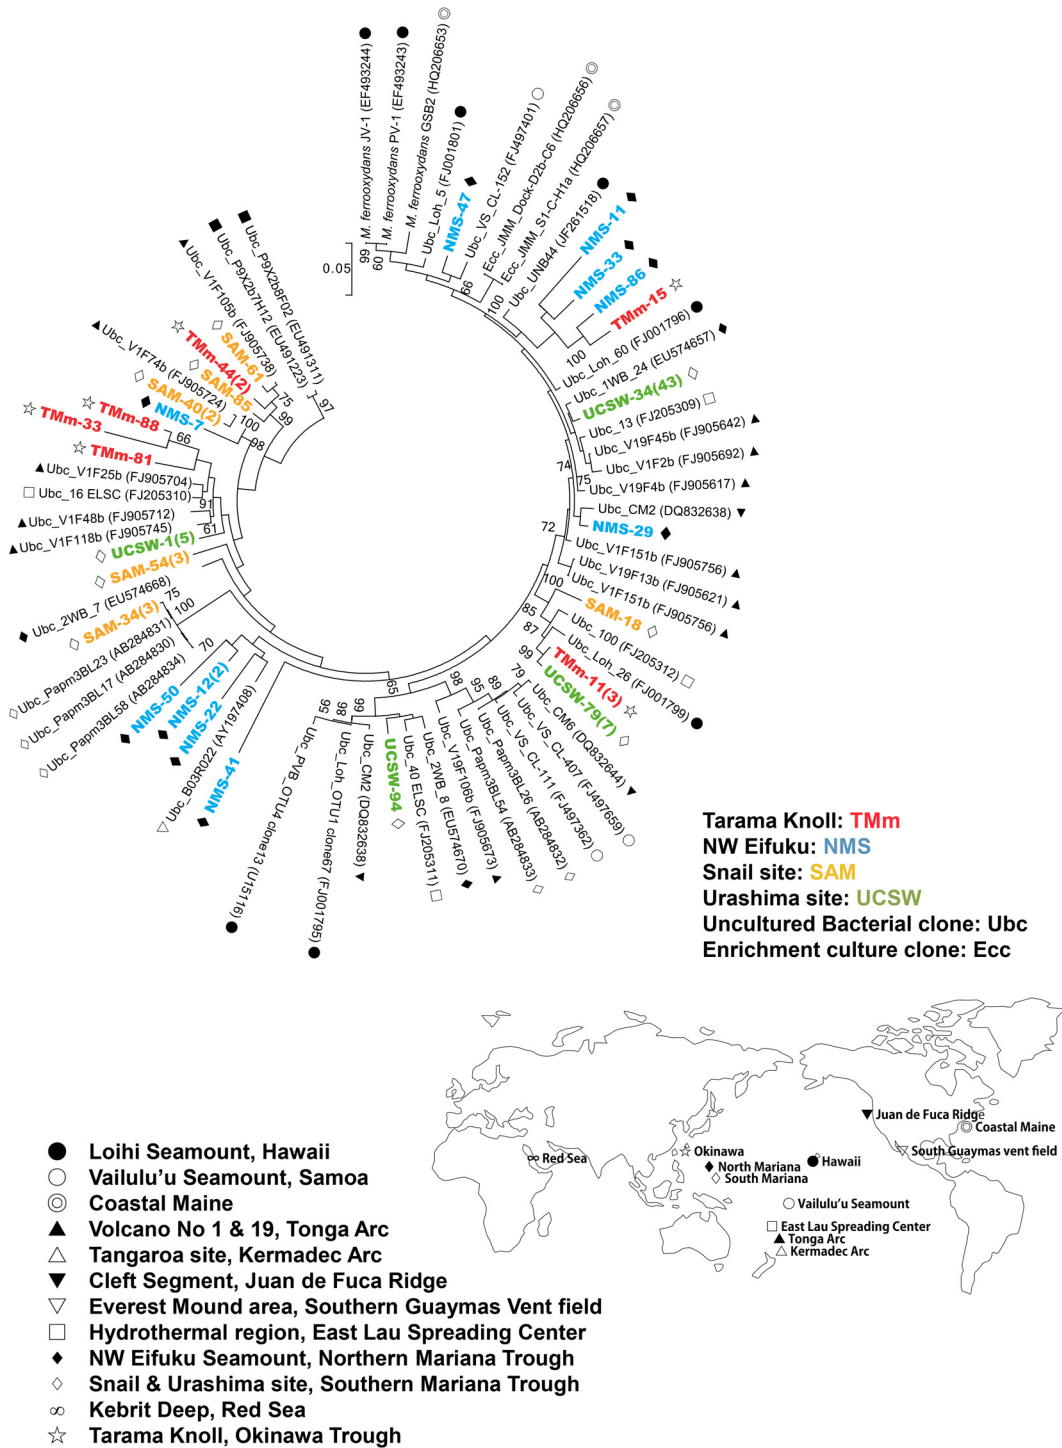 M. ferrooxydans JV-1 (EF493244)
M. ferrooxydans PV-1 (EF493243)
M. ferrooxydans GSB2 (HQ206653)
Ubc_Loh_5 (FJ001801)
NMS-47
Ubc_VS_CL-152 (FJ497401)
Ecc_JMM_Dock-D2b-C6 (HQ206656)
Ecc_JMM_S1-C-H1a (HQ206657)
Ubc_UNB44 (JF261518)
NMS-11
NMS-33
NMS-86
TMm-15
Ubc_Loh_60 (FJ001796)
Ubc_1WB_24 (EU574657)
UCSW-34(43)
Ubc_13 (FJ205309)
Ubc_V19F45b (FJ905642)
Ubc_V1F2b (FJ905692)
Ubc_V19F4b (FJ905617)
Ubc_CM2 (DQ832638)
NMS-29
Ubc_V1F151b (FJ905756)
Ubc_V19F13b (FJ905621)
Ubc_V1F151b (FJ905756)
SAM-18
Ubc_100 (FJ205312)
Ubc_Loh_26 (FJ001799)
TMm-11(3)
UCSW-79(7)
Ubc_CM6 (DQ832644)
Ubc_VS_CL-407 (FJ497659)
Ubc_VS_CL-111 (FJ497362)
Ubc_Papm3BL26 (AB284832)
Ubc_Papm3BL54 (AB284833)
Ubc_V19F106b (FJ905673)
Ubc_2WB_8 (EU574670)
Ubc_40 ELSC (FJ205311)
UCSW-94
Ubc_CM2 (DQ832638)
Ubc_Loh_OTU1 clone67 (FJ001795)
Ubc_PVB_OTU4 clone13 (U15116)
NMS-41
Ubc_B03R022 (AY197408)
NMS-22
NMS-12(2)
NMS-50
Ubc_Papm3BL58 (AB284834)
Ubc_Papm3BL17 (AB284830)
Ubc_Papm3BL23 (AB284831)
SAM-34(3)
Ubc_2WB_7 (EU574668)
SAM-54(3)
UCSW-1(5)
Ubc_V1F118b (FJ905745)
Ubc_V1F48b (FJ905712)
Ubc_16 ELSC (FJ205310)
Ubc_V1F25b (FJ905704)
TMm-81
TMm-33
TMm-88
NMS-7
SAM-40(2)
Ubc_V1F74b (FJ905724)
SAM-85
TMm-44(2)
SAM-61
Ubc_V1F105b (FJ905738)
Ubc_P9X2b7H12 (EU491223)
Ubc_P9X2b8F02 (EU491311)
0.05
99
60
66
100
100
74
75
72
100
85
87
99
79
89
95
98
65
99
98
95
70
100
75
61
91
66
98
100
99
75
97
Tarama Knoll: TMm
NW Eifuku: NMS
Snail site: SAM
Urashima site: UCSW
Uncultured Bacterial clone: Ubc
Enrichment culture clone: Ecc
Juan de Fuca Ridge
Coastal Maine
South Guaymas vent field
∞ Red Sea
Okinawa
North Mariana
South Mariana
Hawaii
Vailulu'u Seamount
East Lau Spreading Center
Tonga Arc
Kermadec Arc
Loihi Seamount, Hawaii
Vailulu'u Seamount, Samoa
Coastal Maine
Volcano No 1 & 19, Tonga Arc
Tangaroa site, Kermadec Arc
Cleft Segment, Juan de Fuca Ridge
Everest Mound area, Southern Guaymas Vent field
Hydrothermal region, East Lau Spreading Center
NW Eifuku Seamount, Northern Mariana Trough
Snail & Urashima site, Southern Mariana Trough
∞ Kebrit Deep, Red Sea
Tarama Knoll, Okinawa Trough